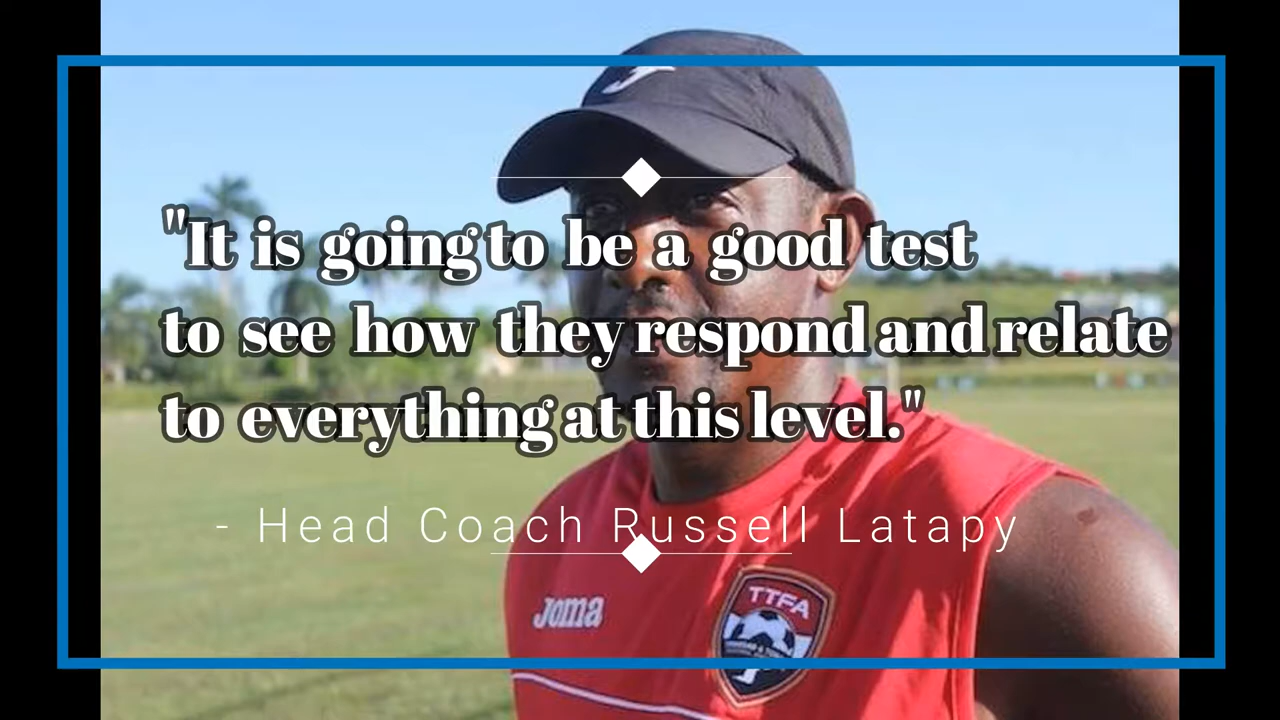 "It is going to be a good test
to see how they respond and relate
to everything at this level."
- Head Coach Russell Latapy
Joma
TTFA